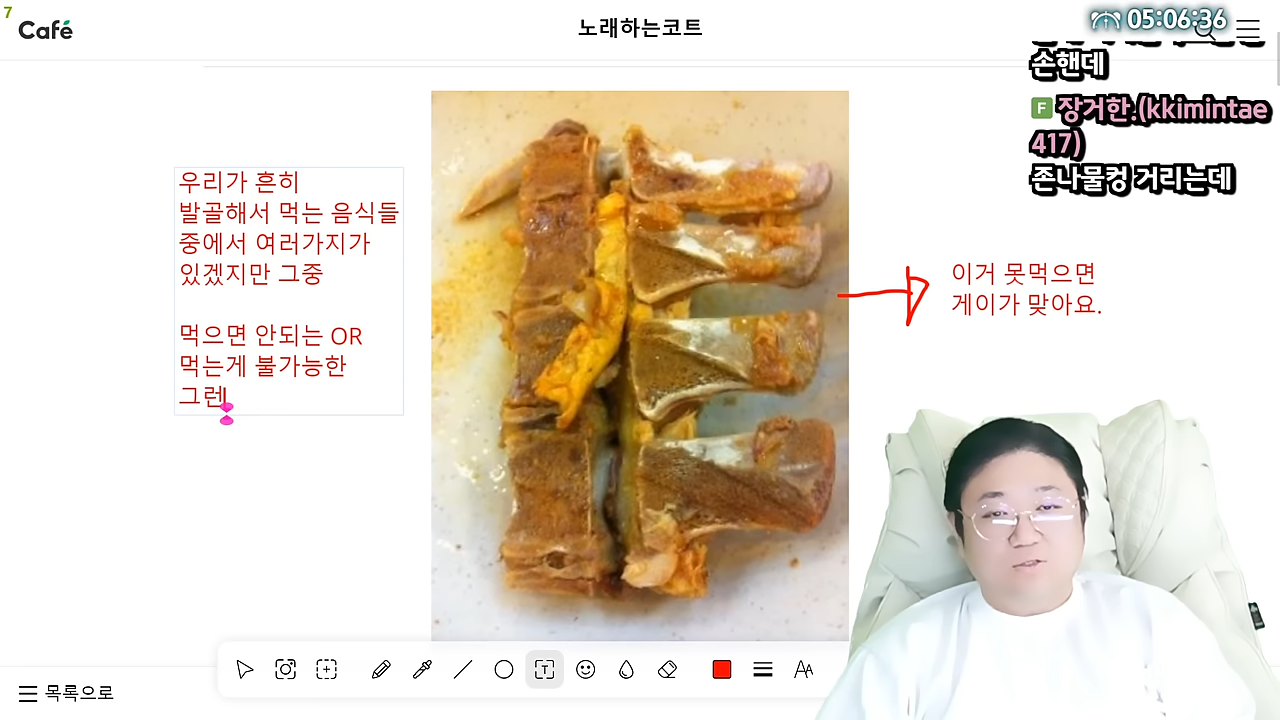 7
Café
노래하는코트
05:06:36
손핸데
F 장거한.(kkimintae
417)
존나물컹 거리는데
우리가 흔히
발골해서 먹는 음식들
중에서 여러가지가
있겠지만 그중
먹으면 안되는 OR
먹는게 불가능한
그런
이거 못먹으면
게이가 맞아요.
목록으로
T
AA